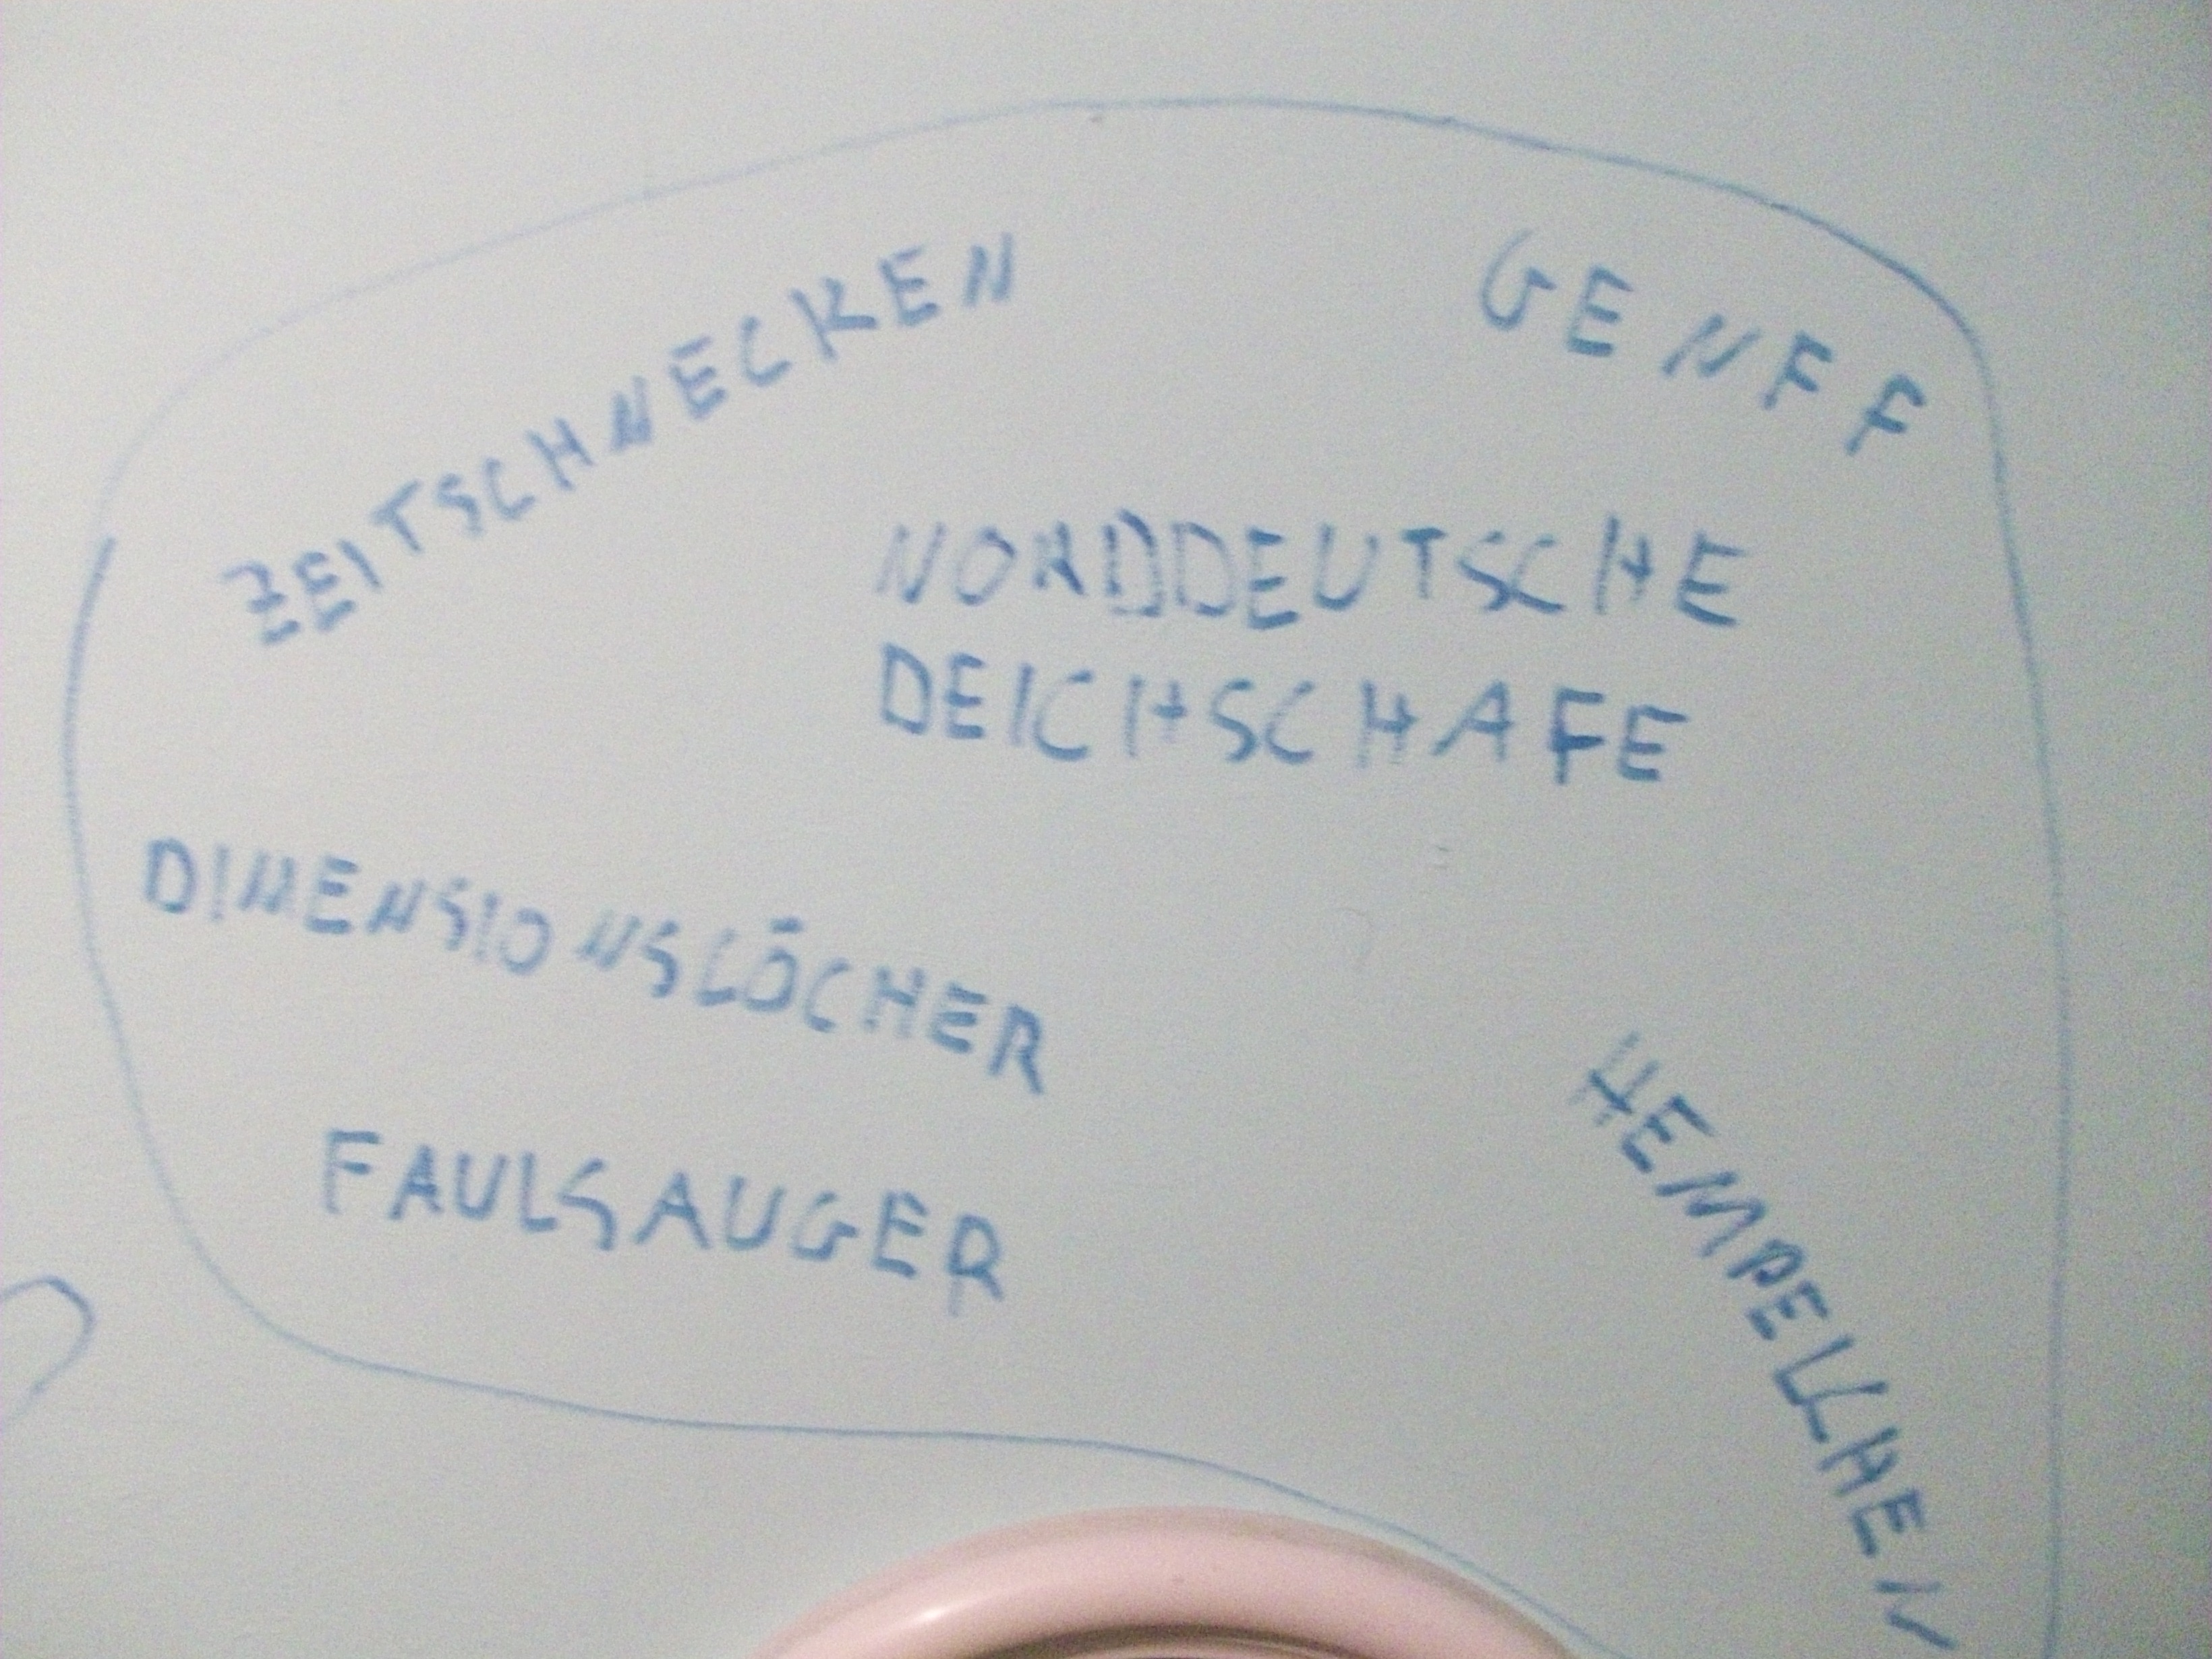 ZEITSCHNECKEN
GENFF
NORDDEUTSCHE
DEICHSCHAFE
DIMENSIONSLÖCHER
FAULSAUGER
HEMPELCHEN